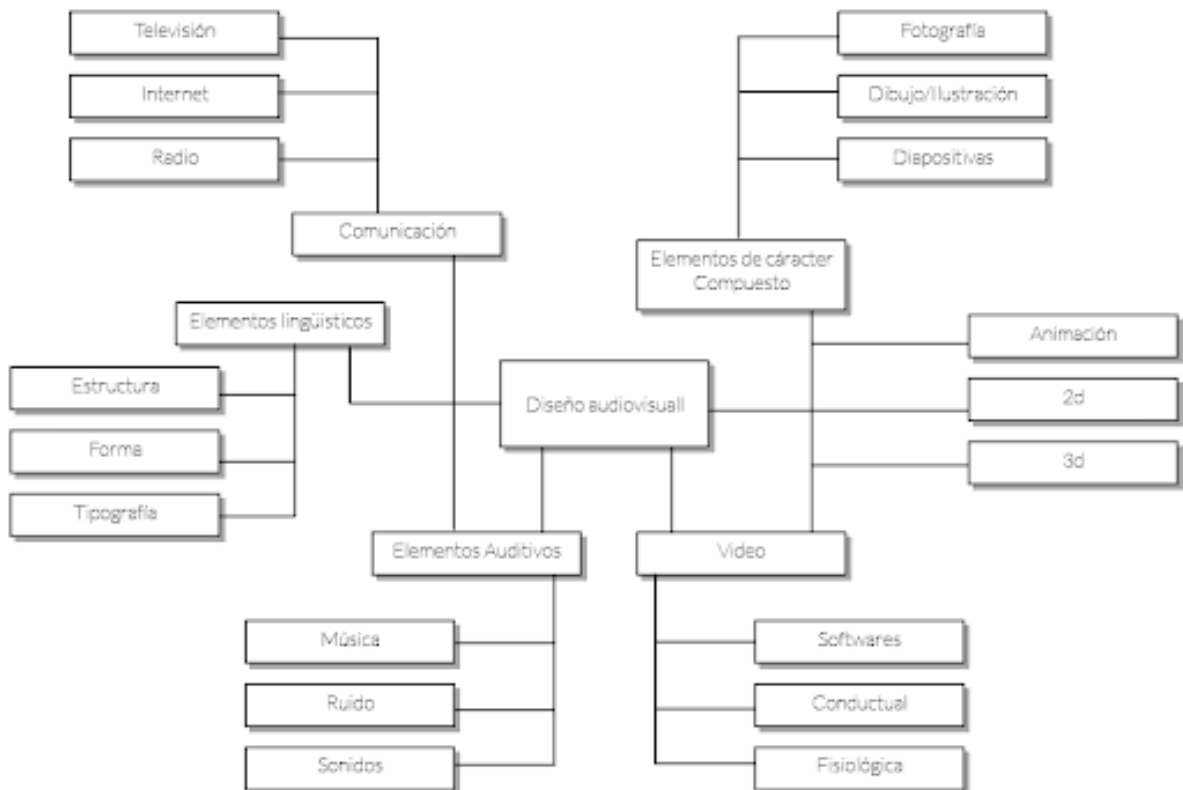 Televisión
Internet
Radio
Comunicación
Fotografía
Dibujo/Ilustración
Diapositivas
Elementos de cáracter
Compuesto
Elementos lingüisticos
Estructura
Forma
Tipografía
Diseño audiovisuall
Animación
2d
3d
Elementos Auditivos
Música
Ruido
Sonidos
Video
Softwares
Conductual
Fisiológica